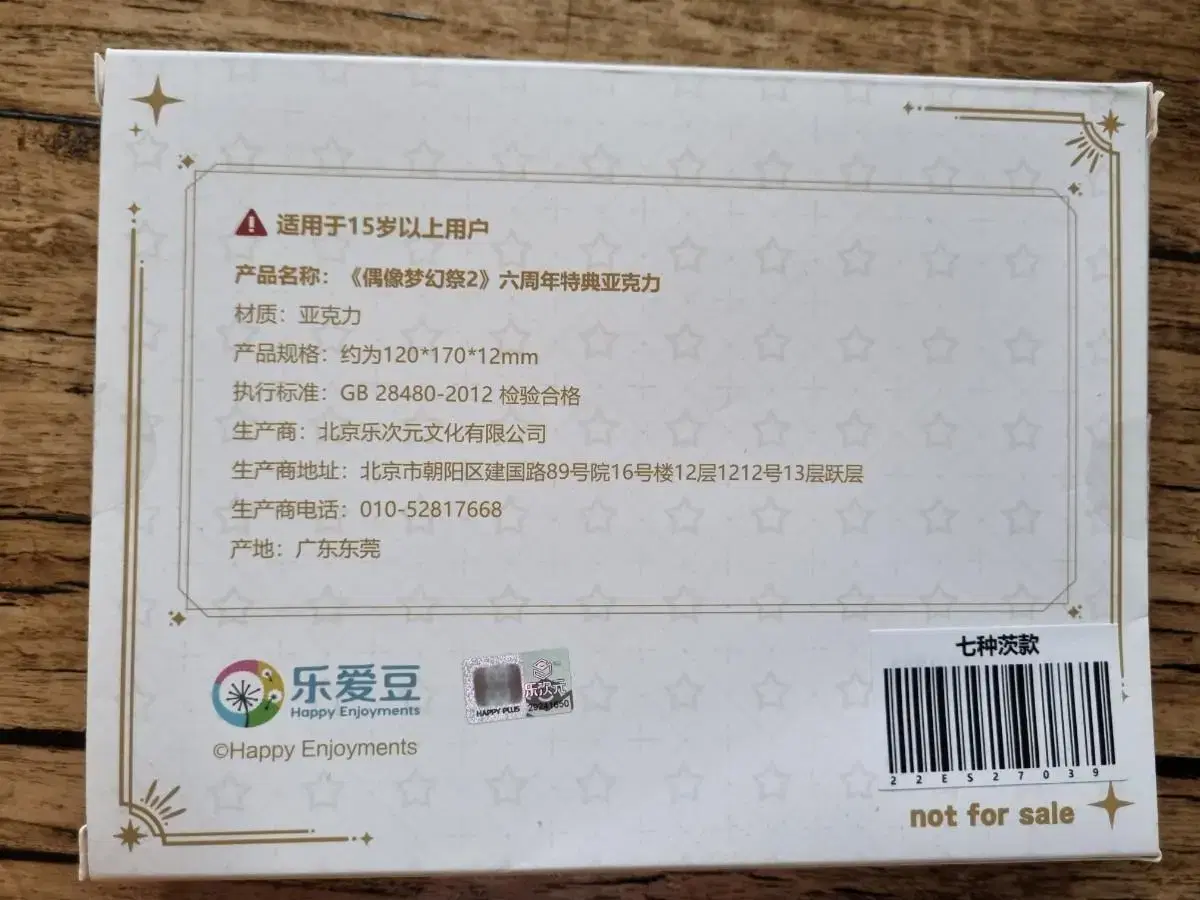 适用于15岁以上用户
产品名称：《偶像梦幻祭2》六周年特典亚克力
材质：亚克力
产品规格：约为120*170*12mm
执行标准：GB 28480-2012 检验合格
生产商：北京乐次元文化有限公司
生产商地址：北京市朝阳区建国路89号院16号楼12层1212号13层跃层
生产商电话：010-52817668
产地：广东东莞
乐爱豆
Happy Enjoyments
©Happy Enjoyments
乐次元
HAPPY PLUS
29241650
七种茨款
22ES27039
not for sale